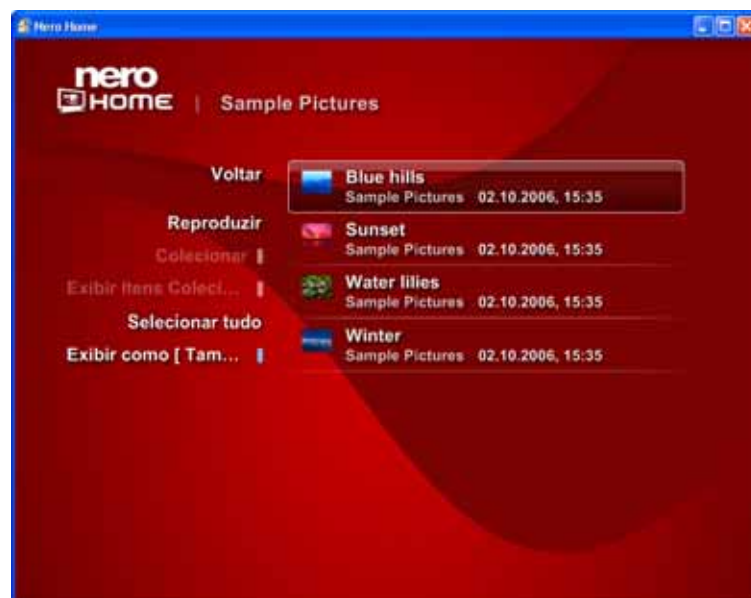 Nero Home
nero
HOME | Sample Pictures
Voltar
Reproduzir
Colecionar
Exibir Itens Coleci...
Selecionar tudo
Exibir como [ Tam...
Blue hills
Sample Pictures 02.10.2006, 15:35
Sunset
Sample Pictures 02.10.2006, 15:35
Water lilies
Sample Pictures 02.10.2006, 15:35
Winter
Sample Pictures 02.10.2006, 15:35